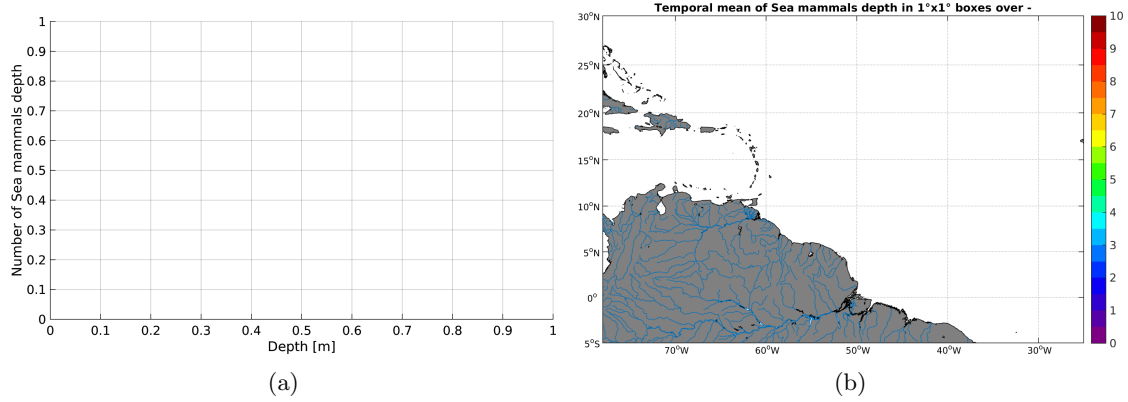 1
0.9
0.8
0.7
0.6
0.5
0.4
0.3
0.2
0.1
0
Number of Sea mammals depth
0 0.1 0.2 0.3 0.4 0.5 0.6 0.7 0.8 0.9 1
Depth [m]
(a)
Temporal mean of Sea mammals depth in 1°x1° boxes over -
30°N
25°N
20°N
15°N
10°N
5°N
0°
5°S
70°W 60°W 50°W 40°W 30°W
10
9
8
7
6
5
4
3
2
1
0
(b)